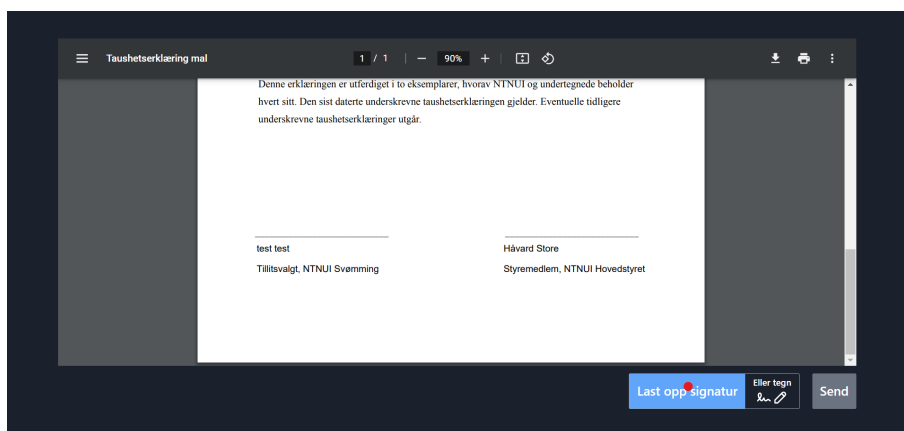 Taushetserklæring mal
1 / 1
90%
Denne erklæringen er utferdiget i to eksemplarer, hvorav NTNUI og undertegnede beholder
hvert sitt. Den sist daterte underskrevne taushetserklæringen gjelder. Eventuelle tidligere
underskrevne taushetserklæringer utgår.
test test
Håvard Store
Tillitsvalgt, NTNUI Svømming
Styremedlem, NTNUI Hovedstyret
Last opp signatur
Eller tegn
Send